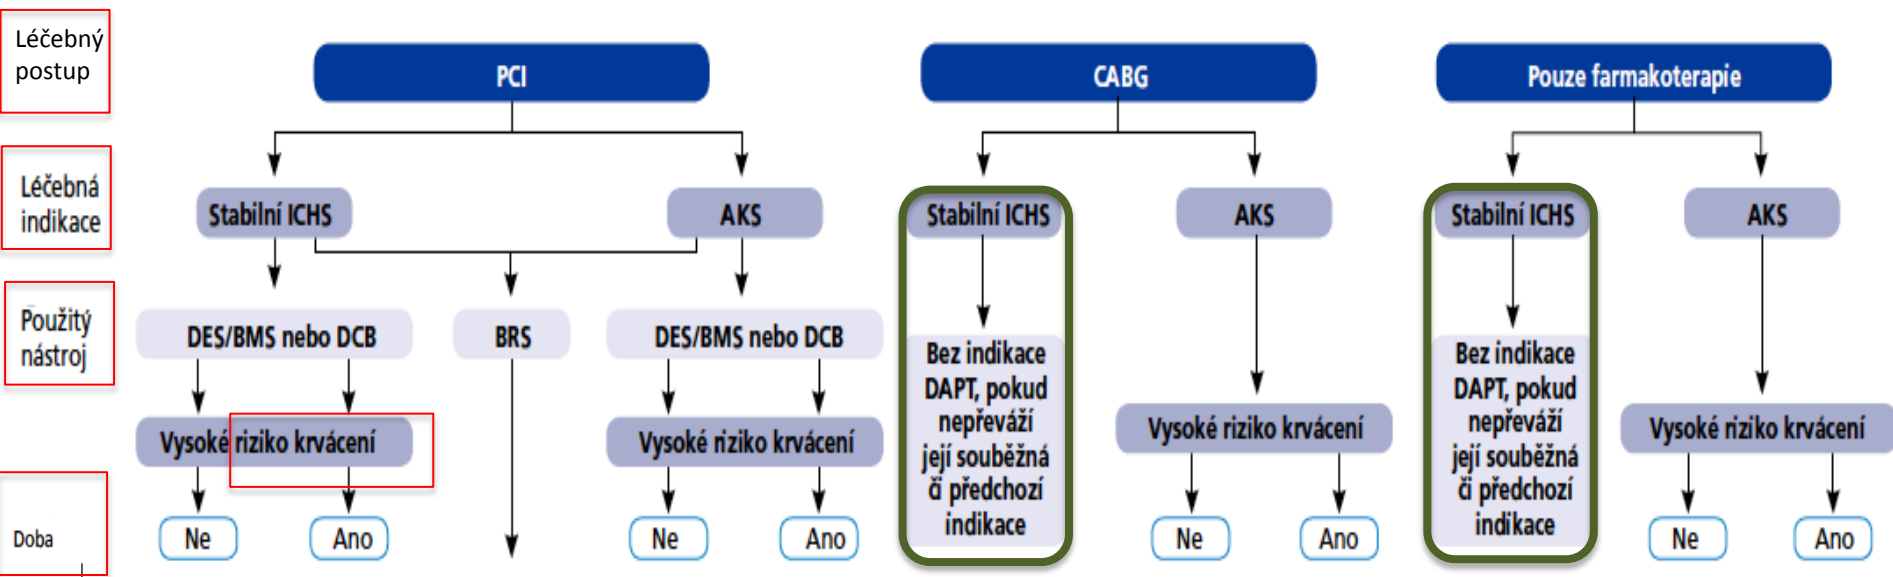 Léčebný
postup
PCI
CABG
Pouze farmakoterapie
Léčebná
indikace
Stabilní ICHS
AKS
Stabilní ICHS
AKS
Stabilní ICHS
AKS
Použitý
nástroj
DES/BMS nebo DCB
BRS
DES/BMS nebo DCB
Bez indikace
DAPT, pokud
nepřeváží
její souběžná
či předchozí
indikace
Bez indikace
DAPT, pokud
nepřeváží
její souběžná
či předchozí
indikace
Vysoké riziko krvácení
Vysoké riziko krvácení
Vysoké riziko krvácení
Vysoké riziko krvácení
Doba
Ne
Ano
Ne
Ano
Ne
Ano
Ne
Ano